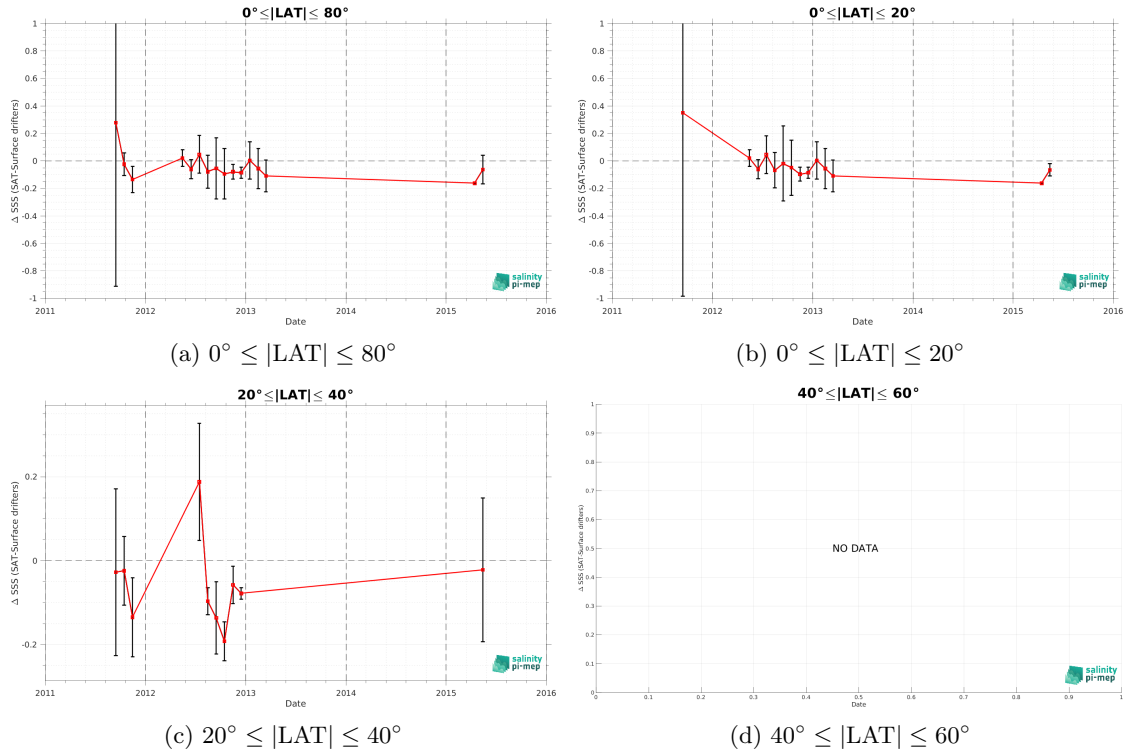 0°≤|LAT|≤ 80°
1
0.8
0.6
0.4
0.2
0
-0.2
-0.4
-0.6
-0.8
-1
Δ SSS (SAT-Surface drifters)
2011 2012 2013 2014 2015 2016
Date
salinity
pi-mep
(a) 0° ≤ |LAT| ≤ 80°
0°≤|LAT|≤ 20°
1
0.8
0.6
0.4
0.2
0
-0.2
-0.4
-0.6
-0.8
-1
Δ SSS (SAT-Surface drifters)
2011 2012 2013 2014 2015 2016
Date
salinity
pi-mep
(b) 0° ≤ |LAT| ≤ 20°
20°≤|LAT|≤ 40°
0.2
0
-0.2
Δ SSS (SAT-Surface drifters)
2011 2012 2013 2014 2015 2016
Date
salinity
pi-mep
(c) 20° ≤ |LAT| ≤ 40°
40°≤|LAT|≤ 60°
1
0.9
0.8
0.7
0.6
0.5
0.4
0.3
0.2
0.1
0
Δ SSS (SAT-Surface drifters)
NO DATA
0 0.1 0.2 0.3 0.4 0.5 0.6 0.7 0.8 0.9 1
Date
salinity
pi-mep
(d) 40° ≤ |LAT| ≤ 60°